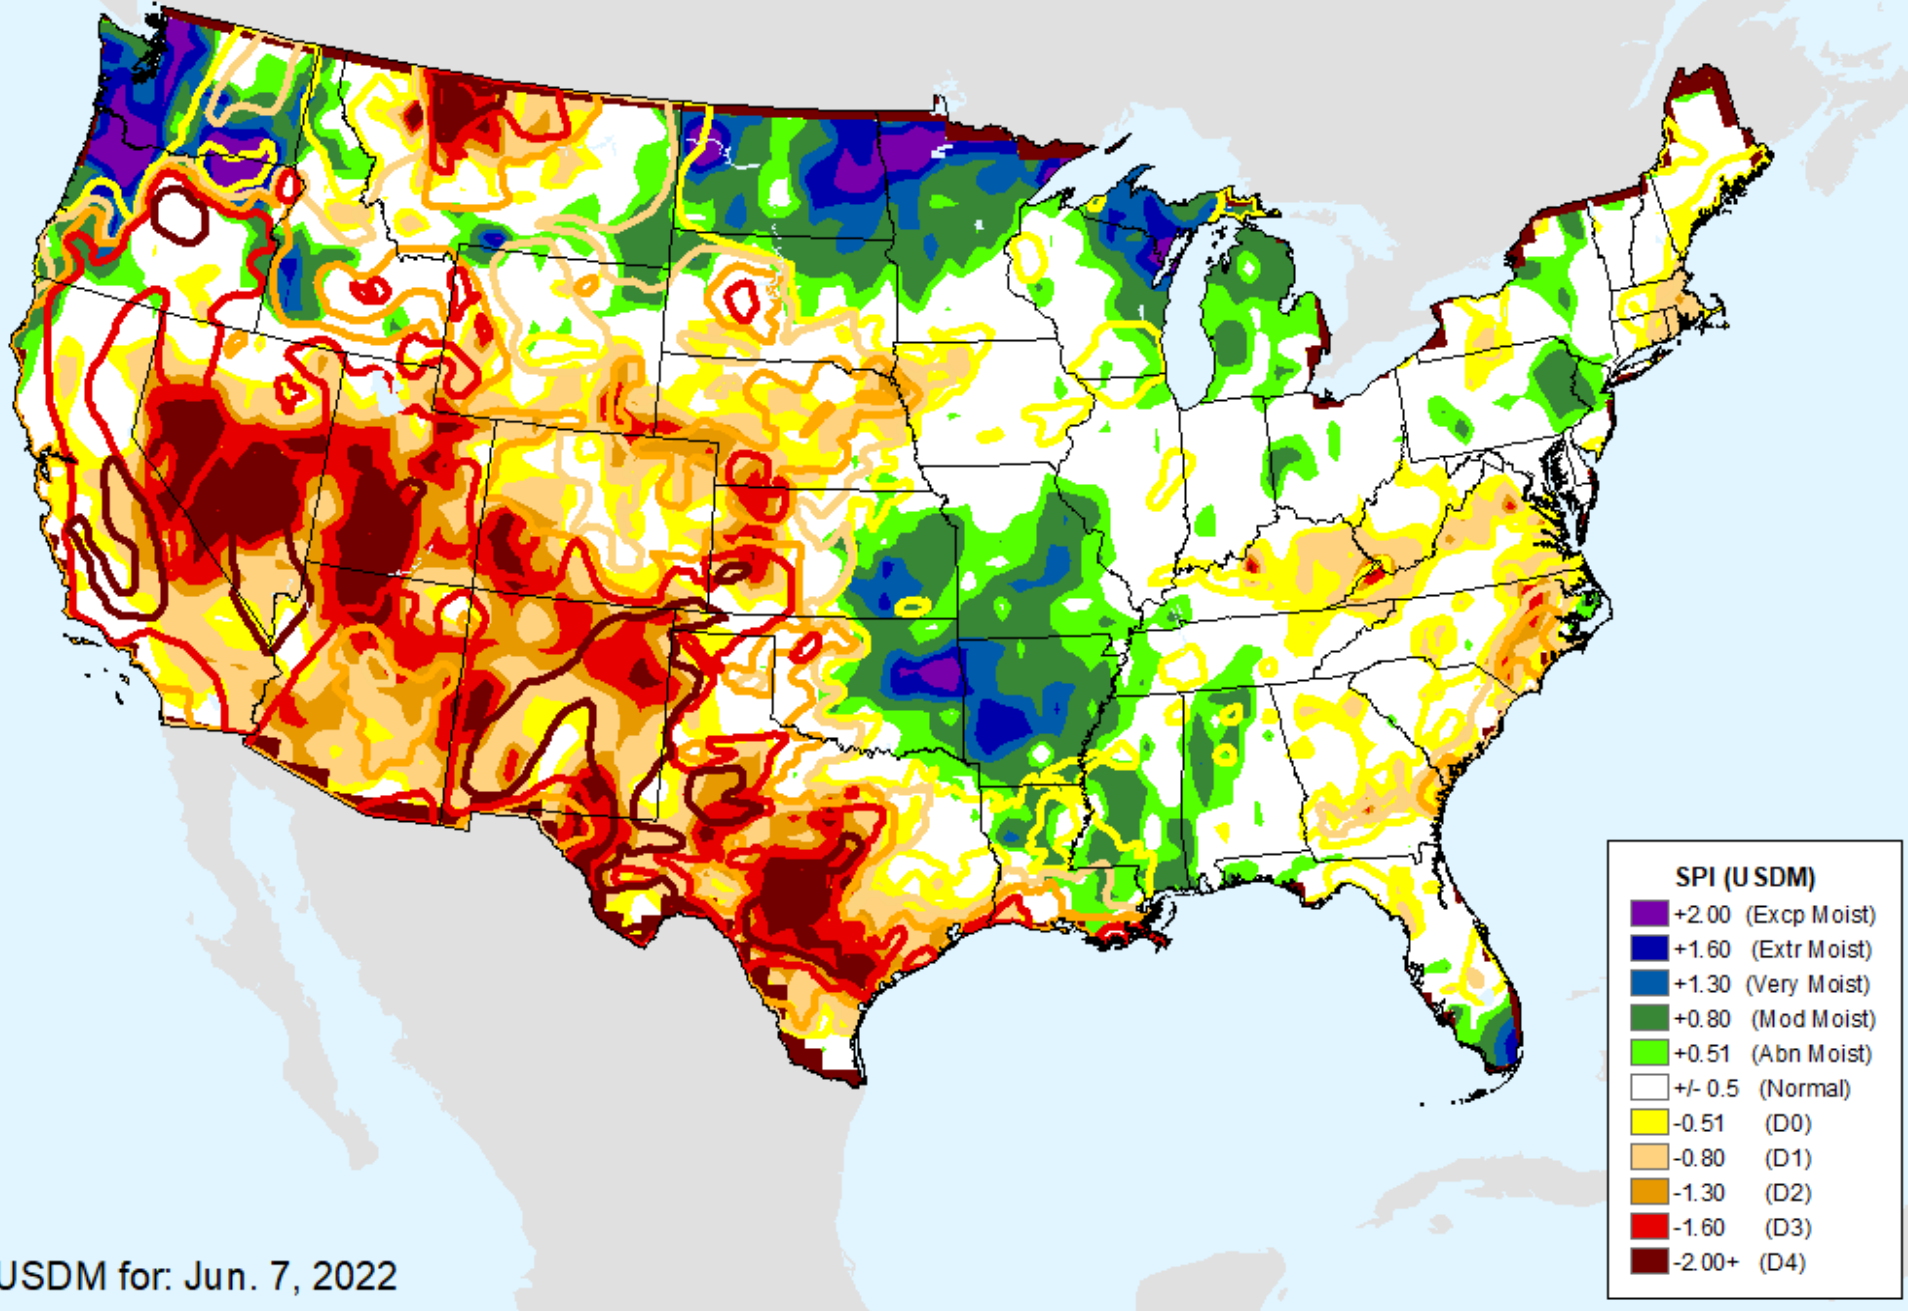 SPI (USDM)
+2.00 (Excp Moist)
+1.60 (Extr Moist)
+1.30 (Very Moist)
+0.80 (Mod Moist)
+0.51 (Abn Moist)
+/- 0.5 (Normal)
-0.51 (D0)
-0.80 (D1)
-1.30 (D2)
-1.60 (D3)
-2.00+ (D4)
USDM for: Jun. 7, 2022